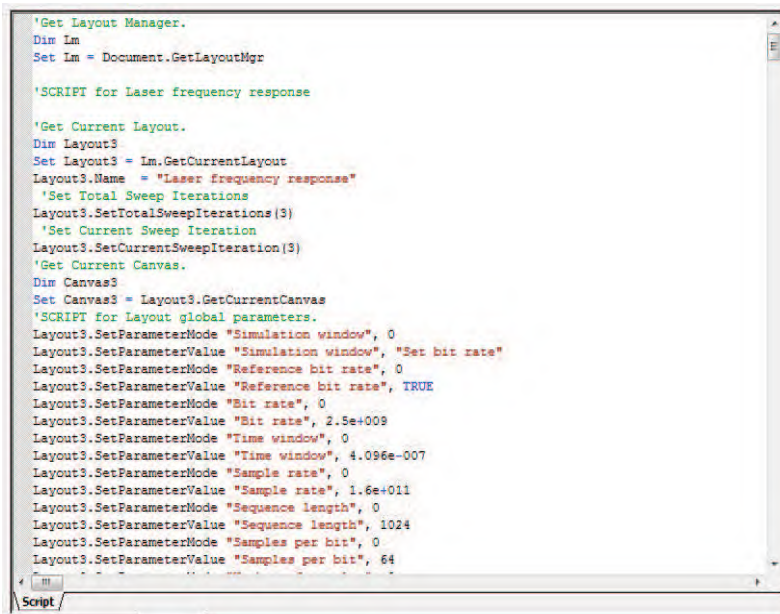 'Get Layout Manager.
Dim Lm
Set Lm = Document.GetLayoutMgr
'SCRIPT for Laser frequency response
'Get Current Layout.
Dim Layout3
Set Layout3 = Lm.GetCurrentLayout
Layout3.Name = "Laser frequency response"
'Set Total Sweep Iterations
Layout3.SetTotalSweepIterations(3)
'Set Current Sweep Iteration
Layout3.SetCurrentSweepIteration(3)
'Get Current Canvas.
Dim Canvas3
Set Canvas3 = Layout3.GetCurrentCanvas
'SCRIPT for Layout global parameters.
Layout3.SetParameterMode "Simulation window", 0
Layout3.SetParameterValue "Simulation window", "Set bit rate"
Layout3.SetParameterMode "Reference bit rate", 0
Layout3.SetParameterValue "Reference bit rate", TRUE
Layout3.SetParameterMode "Bit rate", 0
Layout3.SetParameterValue "Bit rate", 2.5e+009
Layout3.SetParameterMode "Time window", 0
Layout3.SetParameterValue "Time window", 4.096e-007
Layout3.SetParameterMode "Sample rate", 0
Layout3.SetParameterValue "Sample rate", 1.6e+011
Layout3.SetParameterMode "Sequence length", 0
Layout3.SetParameterValue "Sequence length", 1024
Layout3.SetParameterMode "Samples per bit", 0
Layout3.SetParameterValue "Samples per bit", 64
Script